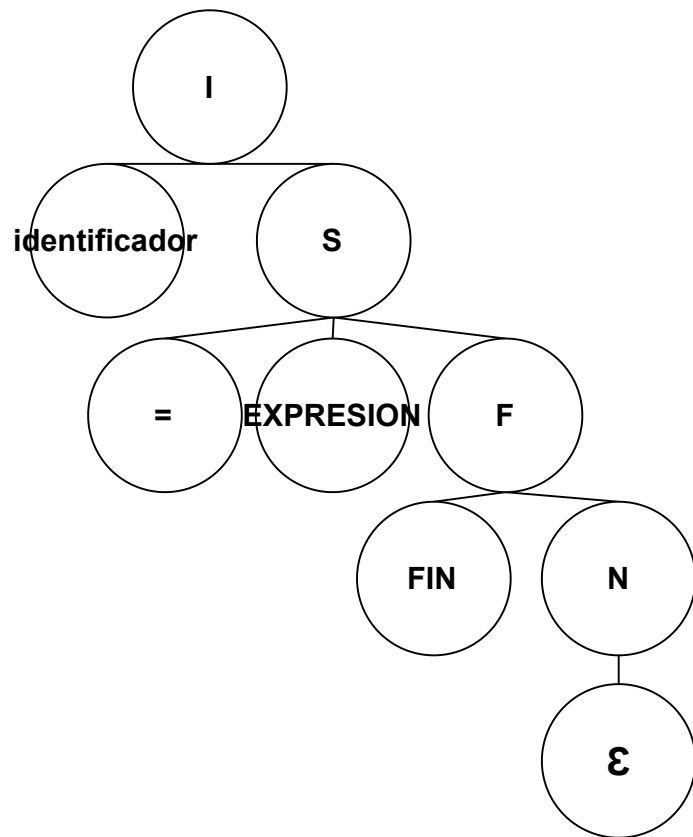 I
identificador
S
=
EXPRESION
F
FIN
N
ε